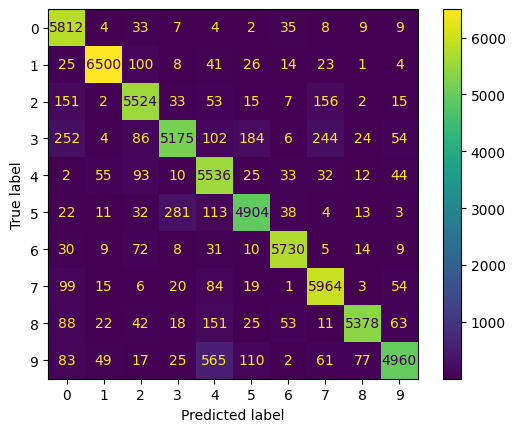 0 5812 4 33 7 4 2 35 8 9 9
1 25 6500 100 8 41 26 14 23 1 4
2 151 2 5524 33 53 15 7 156 2 15
3 252 4 86 5175 102 184 6 244 24 54
4 2 55 93 10 5536 25 33 32 12 44
5 22 11 32 281 113 4904 38 4 13 3
6 30 9 72 8 31 10 5730 5 14 9
7 99 15 6 20 84 19 1 5964 3 54
8 88 22 42 18 151 25 53 11 5378 63
9 83 49 17 25 565 110 2 61 77 4960
0 1 2 3 4 5 6 7 8 9
Predicted label
True label
6000
5000
4000
3000
2000
1000